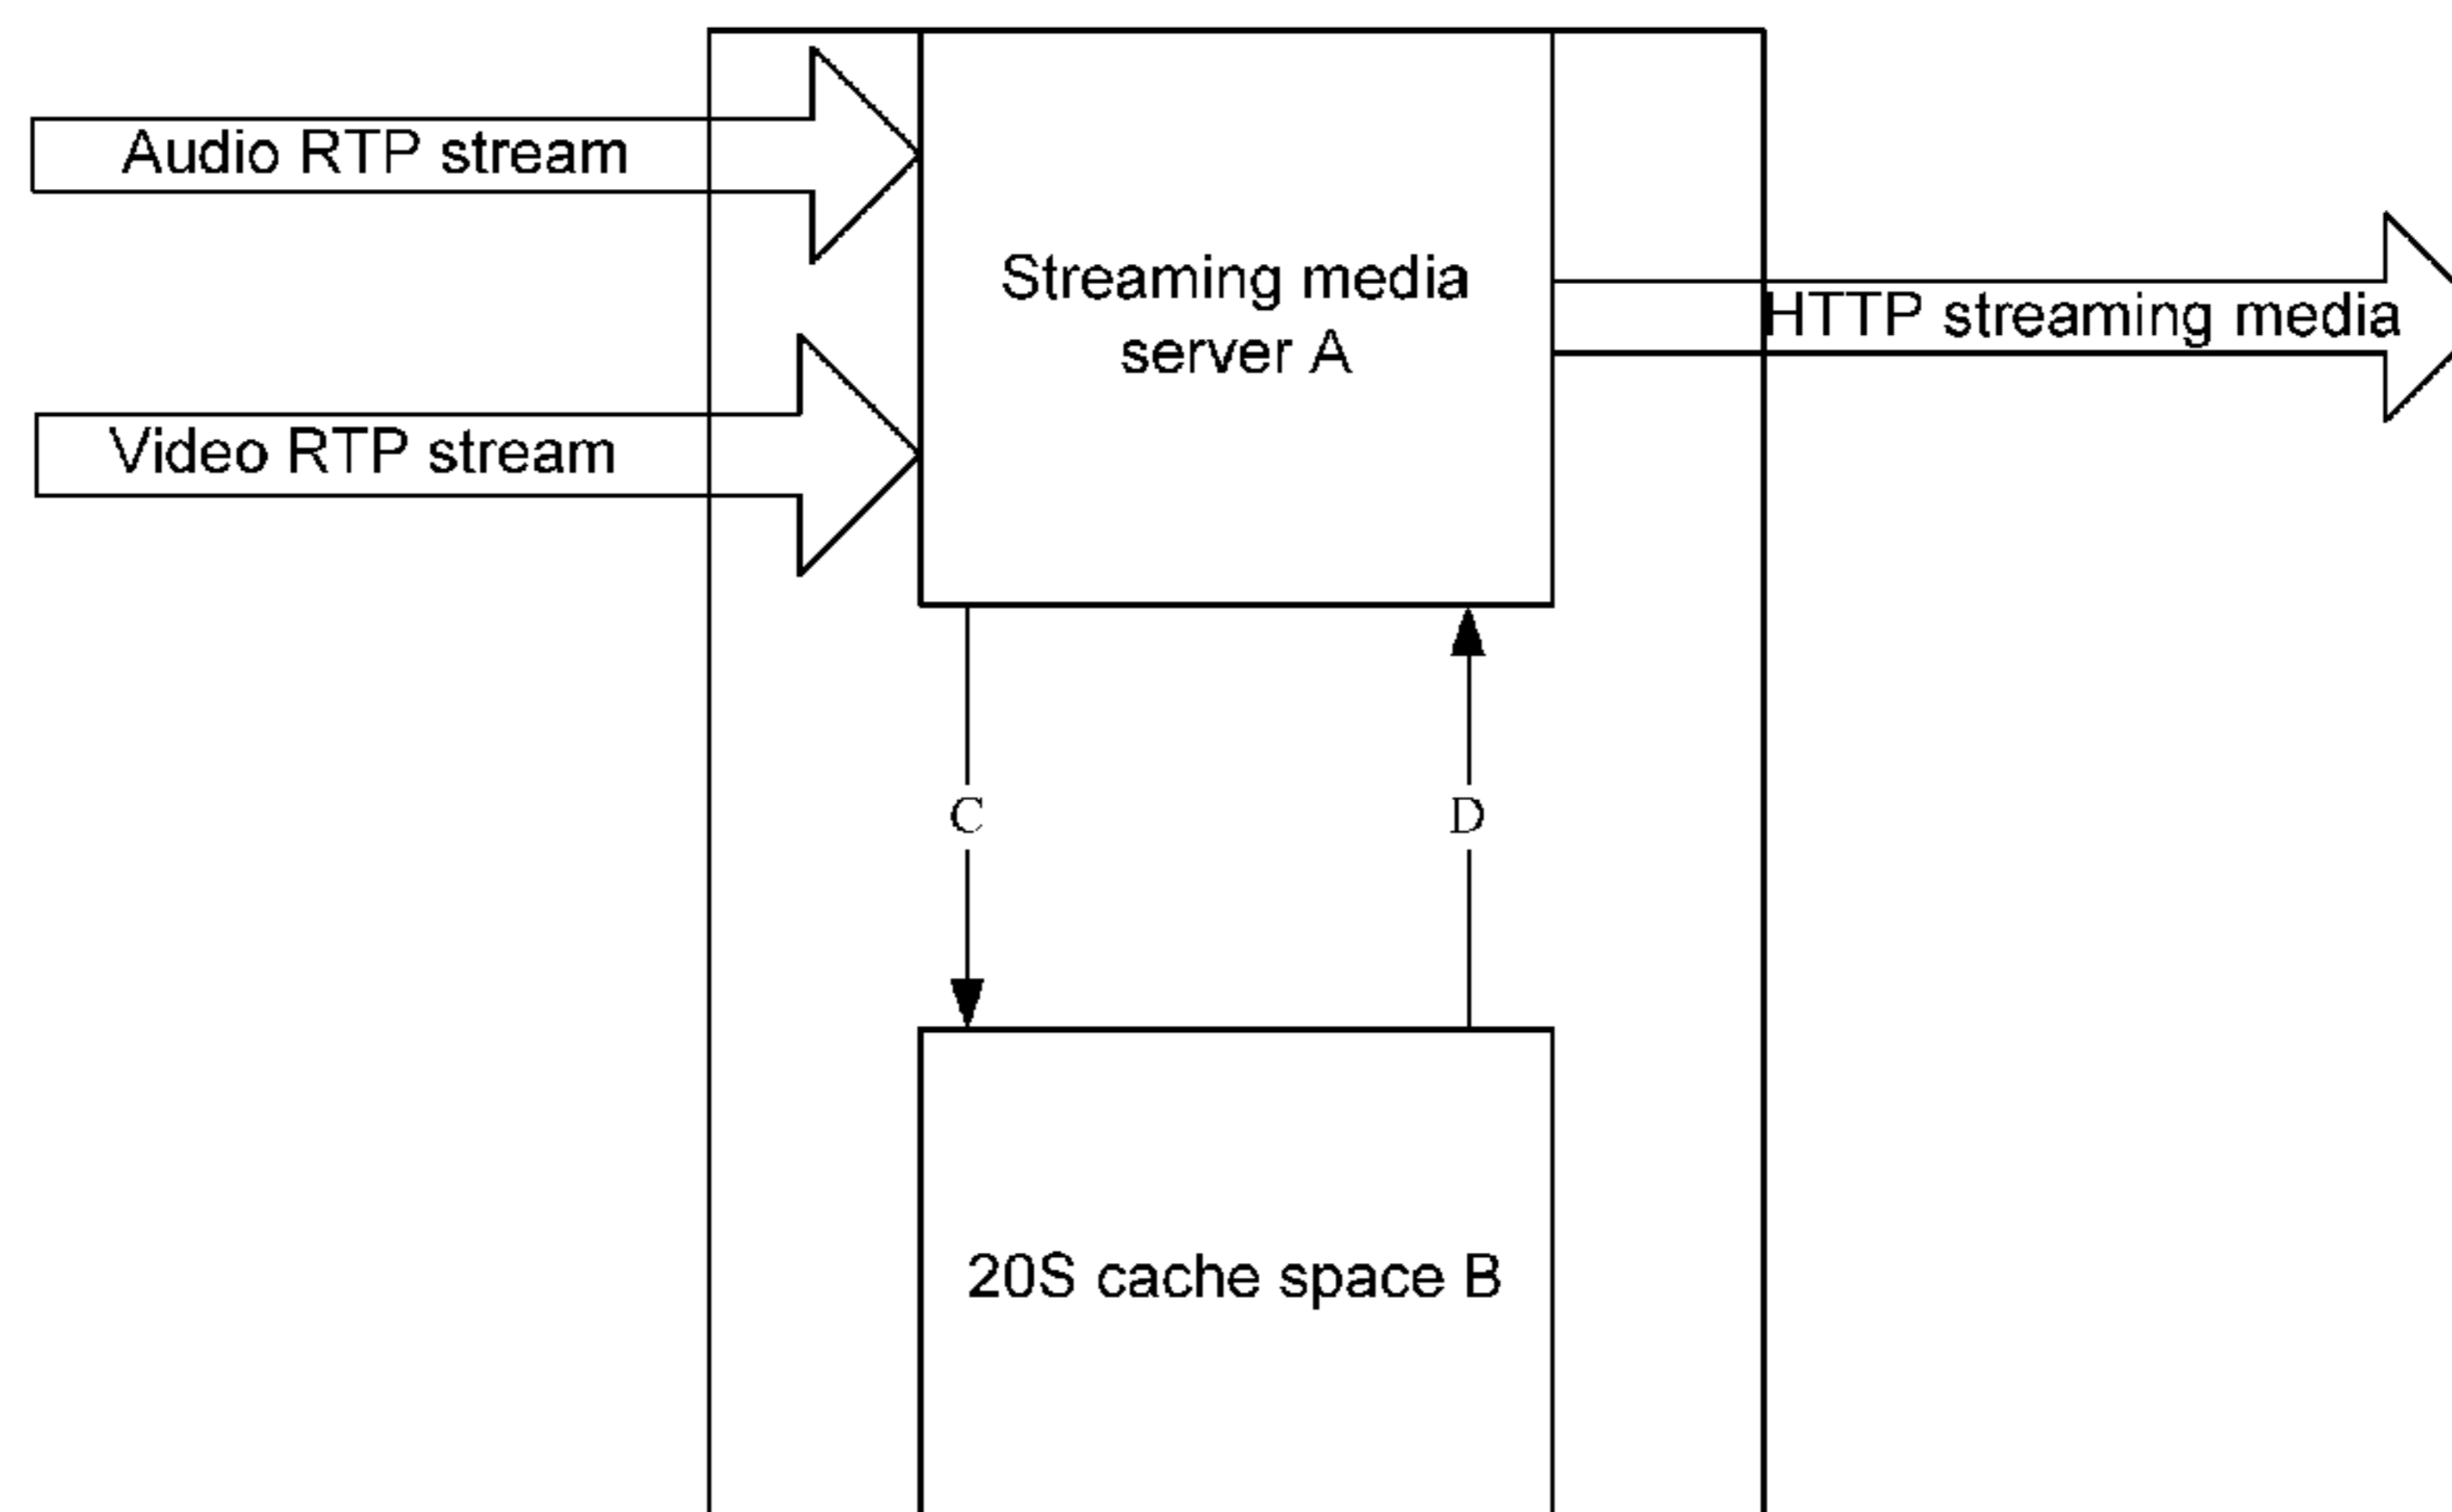 Audio RTP stream
Streaming media
server A
HTTP streaming media
Video RTP stream
C
D
20S cache space B